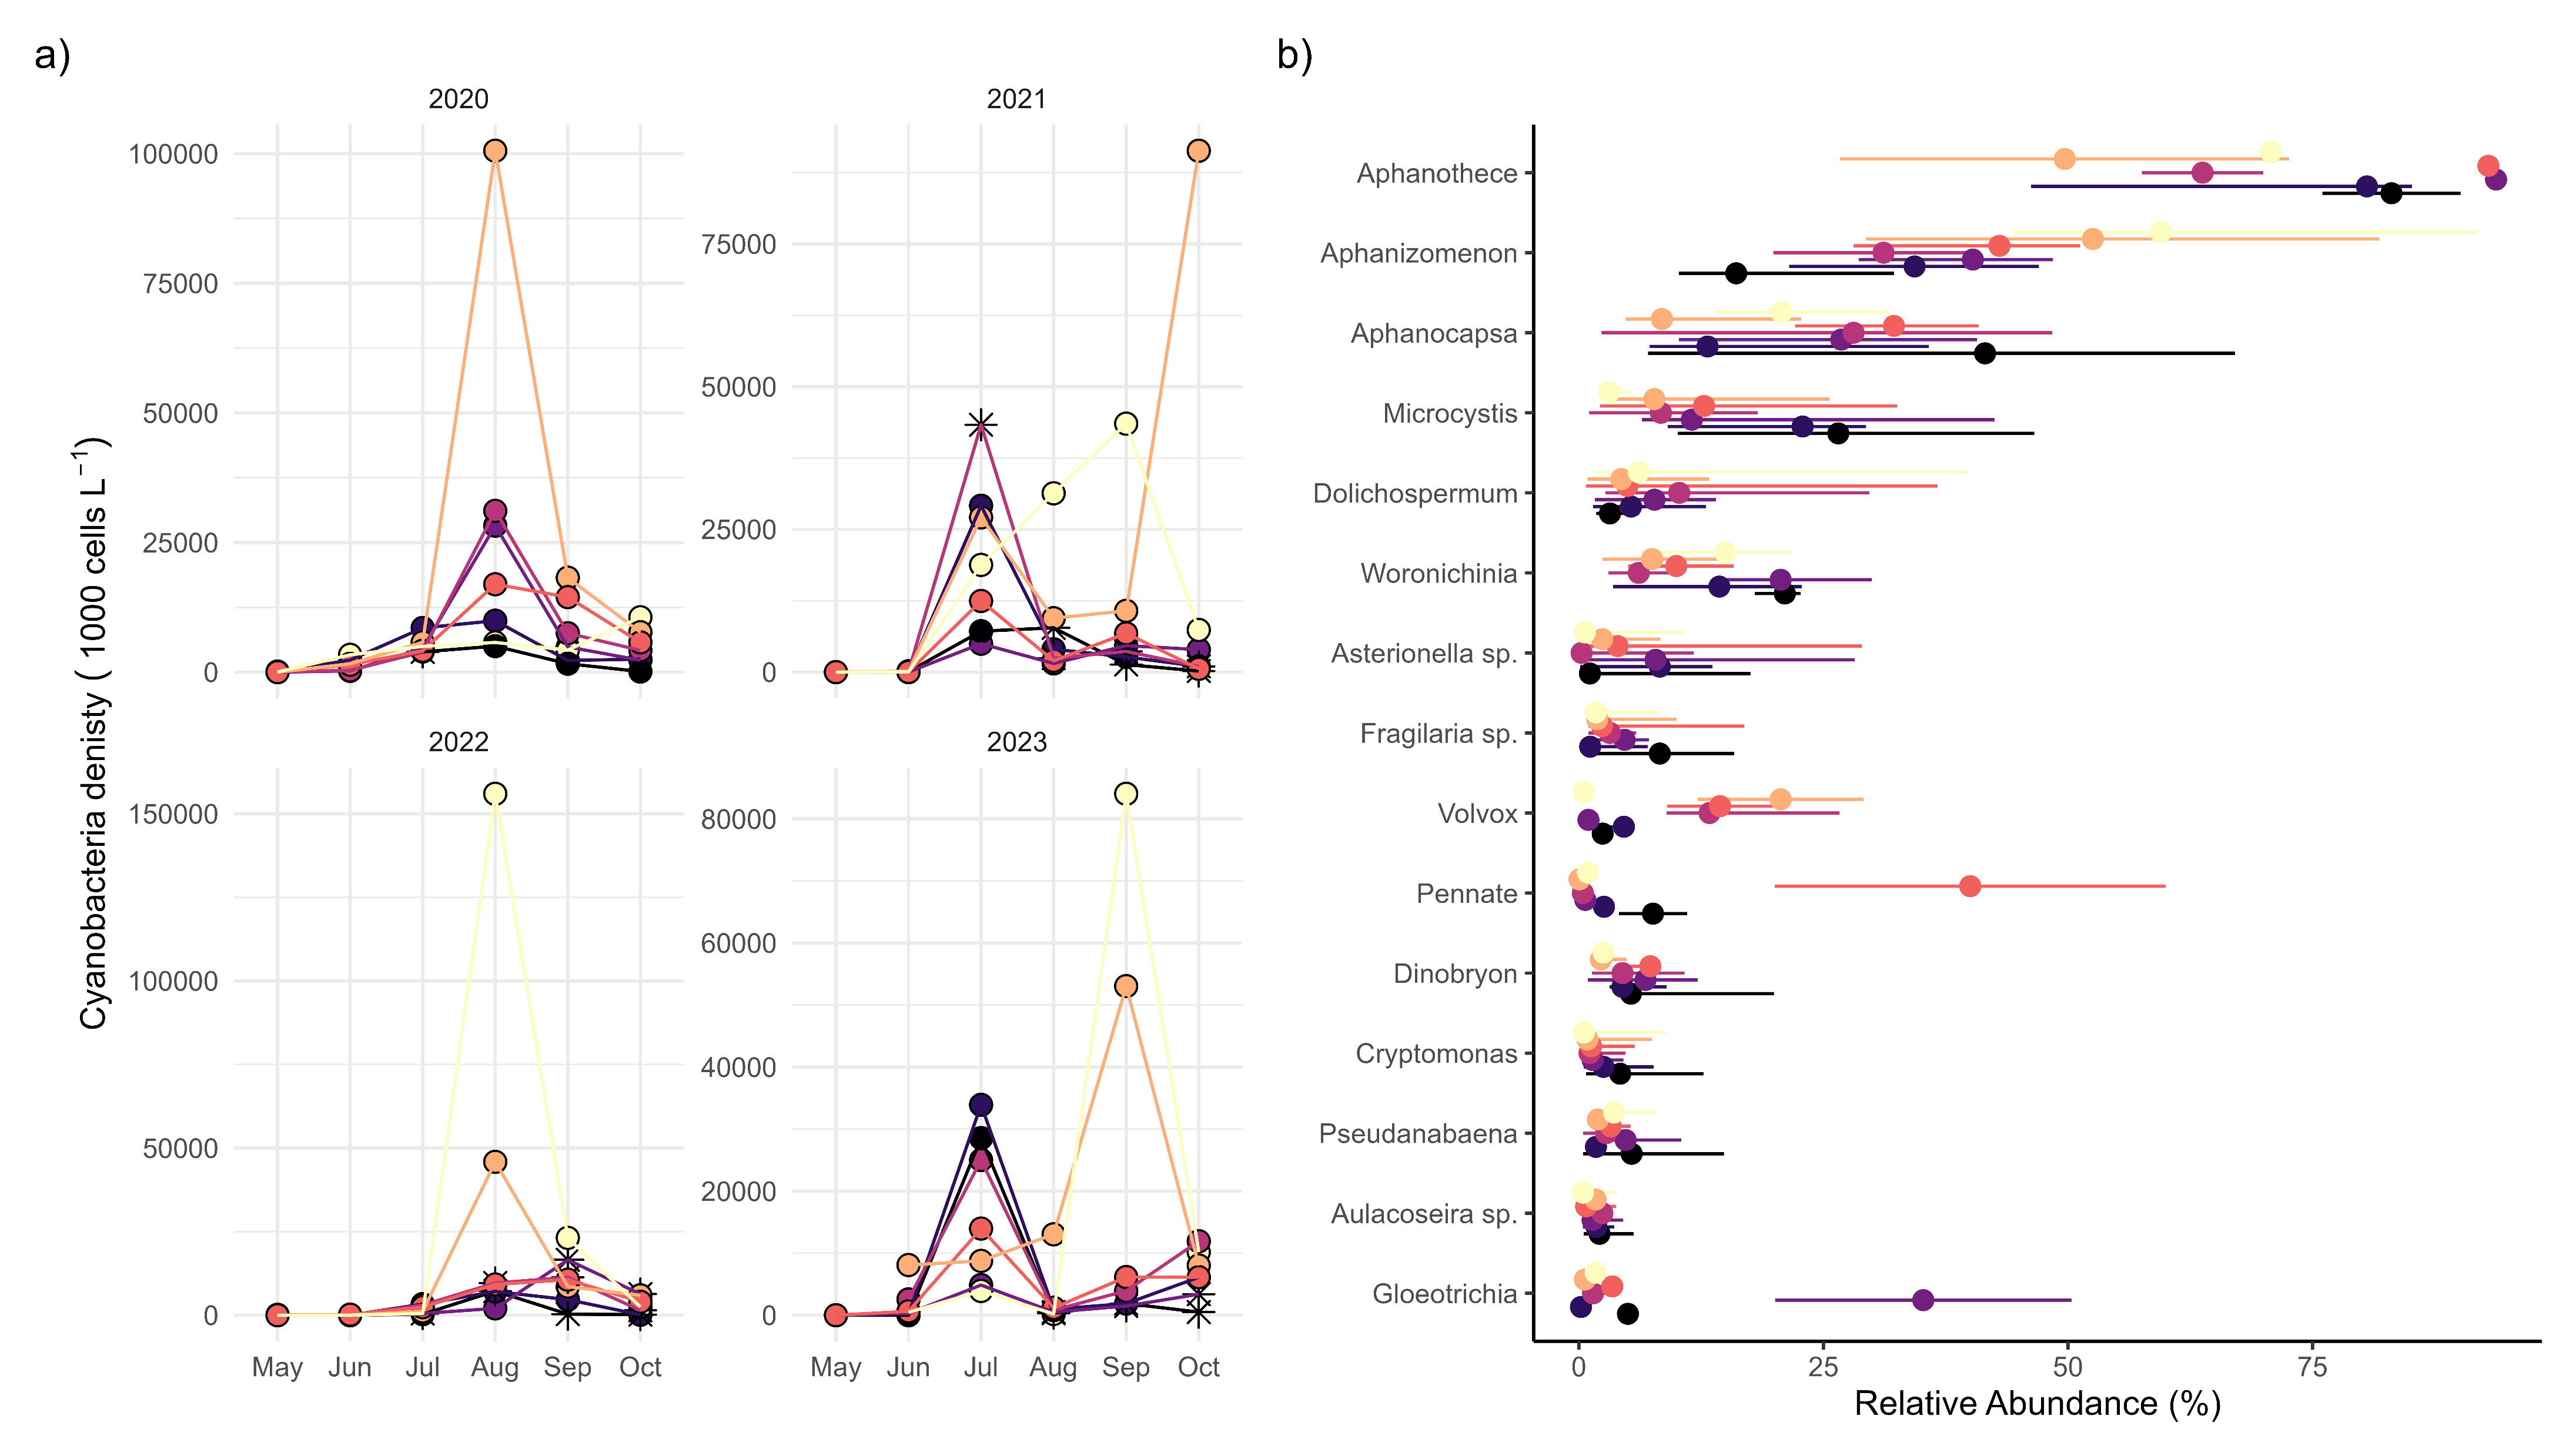 a)
2020
2021
100000
75000
50000
25000
0
75000
50000
25000
0
2022
2023
150000
100000
50000
0
80000
60000
40000
20000
0
May Jun Jul Aug Sep Oct
May Jun Jul Aug Sep Oct
Cyanobacteria denisty ( 1000 cells L⁻¹)
b)
Aphanothece
Aphanizomenon
Aphanocapsa
Microcystis
Dolichospermum
Woronichinia
Asterionella sp.
Fragilaria sp.
Volvox
Pennate
Dinobryon
Cryptomonas
Pseudanabaena
Aulacoseira sp.
Gloeotrichia
0 25 50 75
Relative Abundance (%)